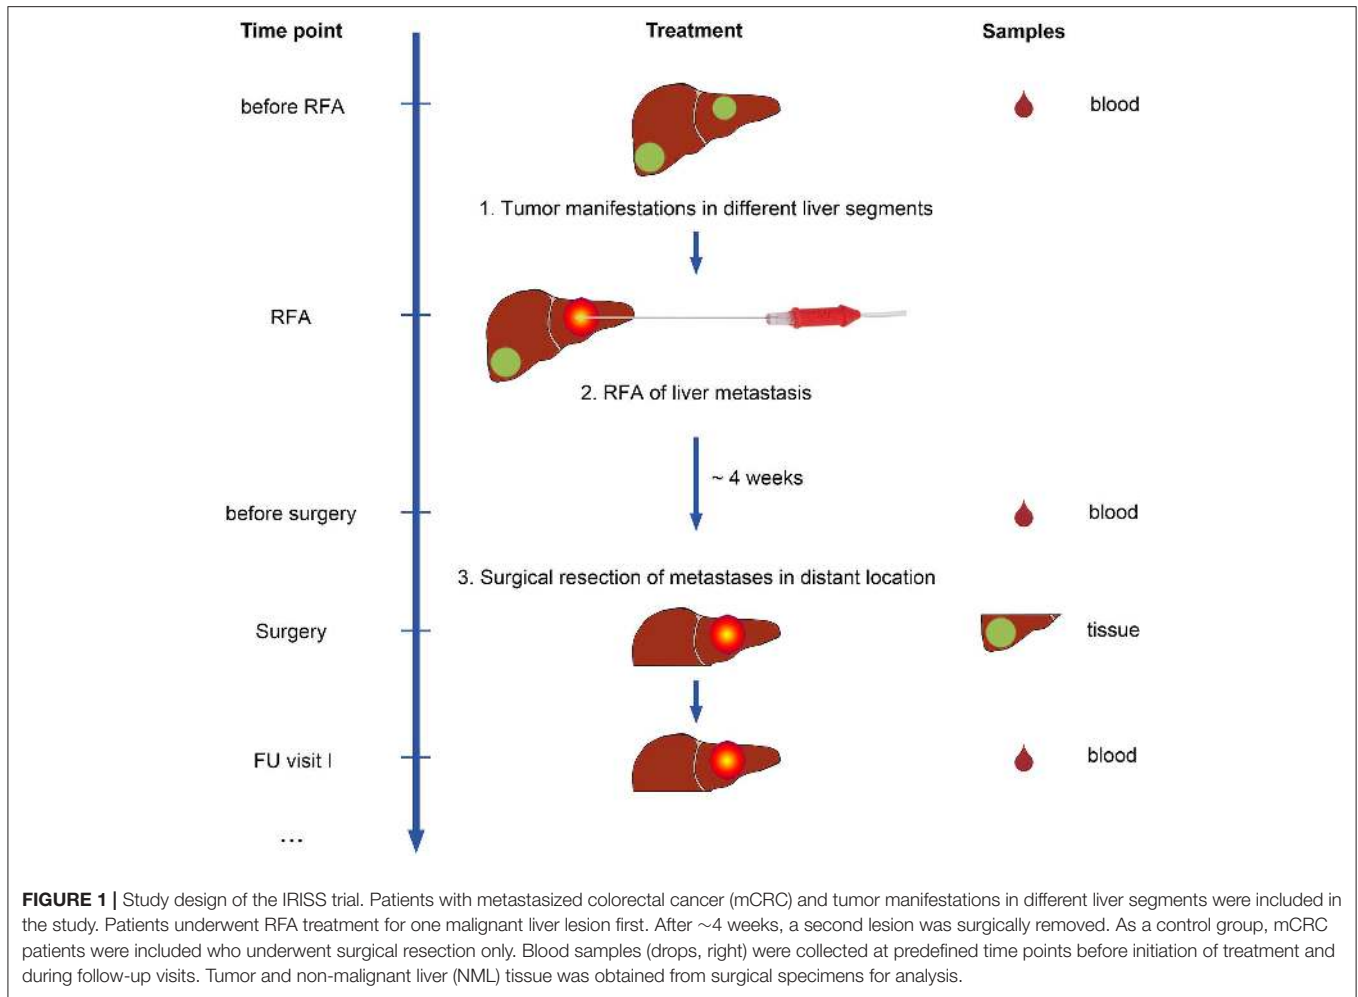 Time point Treatment Samples
before RFA blood
1. Tumor manifestations in different liver segments
RFA
2. RFA of liver metastasis
~ 4 weeks
before surgery blood
3. Surgical resection of metastases in distant location
Surgery tissue
FU visit I blood
...
FIGURE 1 | Study design of the IRISS trial. Patients with metastasized colorectal cancer (mCRC) and tumor manifestations in different liver segments were included in
the study. Patients underwent RFA treatment for one malignant liver lesion first. After ∼4 weeks, a second lesion was surgically removed. As a control group, mCRC
patients were included who underwent surgical resection only. Blood samples (drops, right) were collected at predefined time points before initiation of treatment and
during follow-up visits. Tumor and non-malignant liver (NML) tissue was obtained from surgical specimens for analysis.